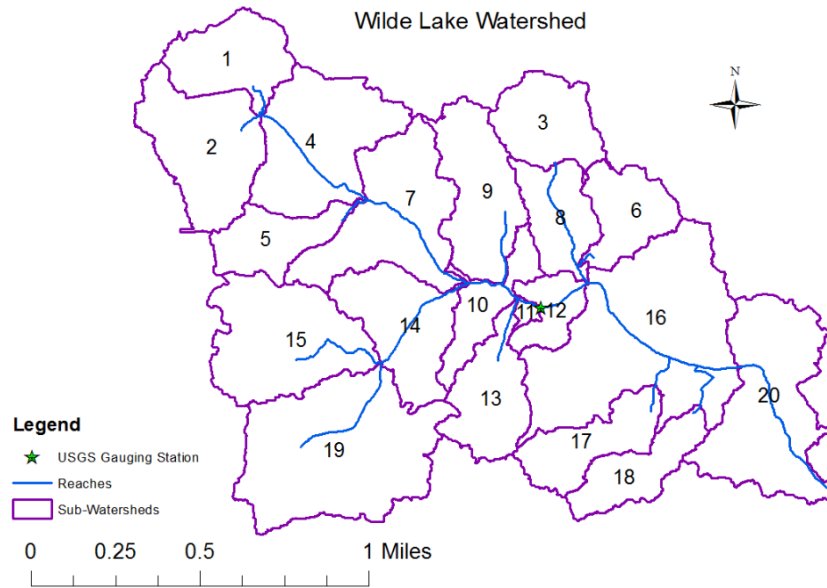 Wilde Lake Watershed
N
1
2
3
4
5
6
7
8
9
10
11
12
13
14
15
16
17
18
19
20
Legend
USGS Gauging Station
Reaches
Sub-Watersheds
0 0.25 0.5 1 Miles